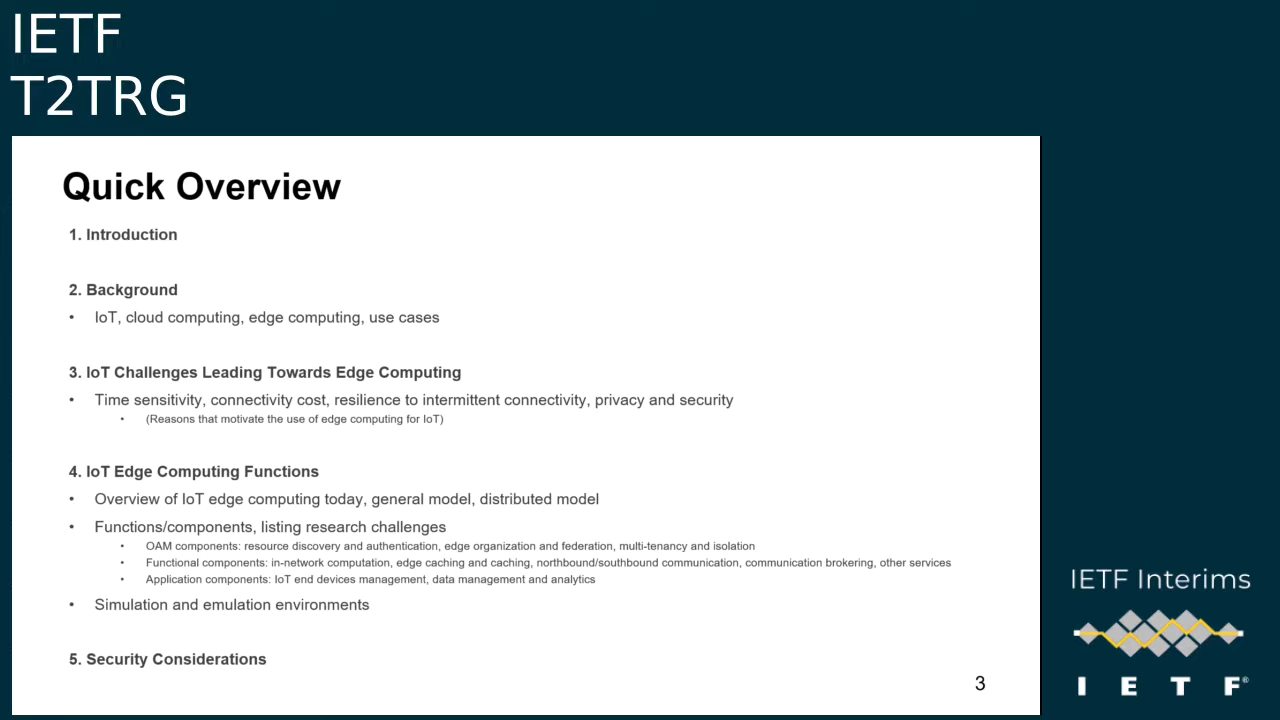 IETF
T2TRG
Quick Overview
1. Introduction
2. Background
• IoT, cloud computing, edge computing, use cases
3. IoT Challenges Leading Towards Edge Computing
• Time sensitivity, connectivity cost, resilience to intermittent connectivity, privacy and security
• (Reasons that motivate the use of edge computing for IoT)
4. IoT Edge Computing Functions
• Overview of IoT edge computing today, general model, distributed model
• Functions/components, listing research challenges
• OAM components: resource discovery and authentication, edge organization and federation, multi-tenancy and isolation
• Functional components: in-network computation, edge caching and caching, northbound/southbound communication, communication brokering, other services
• Application components: IoT end devices management, data management and analytics
• Simulation and emulation environments
5. Security Considerations
3
IETF Interims
I E T F®